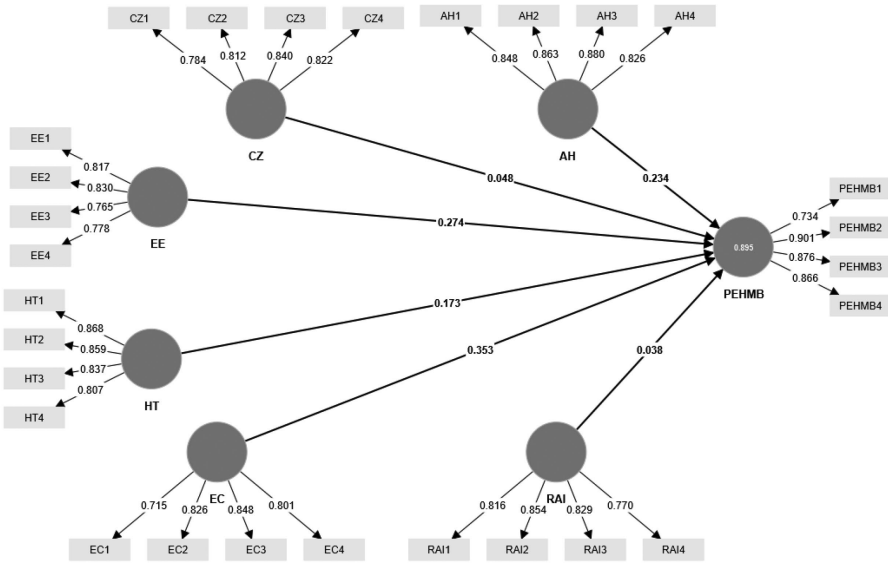 CZ1
CZ2
CZ3
CZ4
0.784
0.812
0.840
0.822
CZ
AH1
AH2
AH3
AH4
0.848
0.863
0.880
0.826
AH
EE1
EE2
EE3
EE4
0.817
0.830
0.765
0.778
EE
0.048
0.234
0.274
0.173
0.353
0.038
0.895
PEHMB
0.734
0.901
0.876
0.866
PEHMB1
PEHMB2
PEHMB3
PEHMB4
HT1
HT2
HT3
HT4
0.868
0.859
0.837
0.807
HT
EC
0.715
0.826
0.848
0.801
EC1
EC2
EC3
EC4
RAI
0.816
0.854
0.829
0.770
RAI1
RAI2
RAI3
RAI4